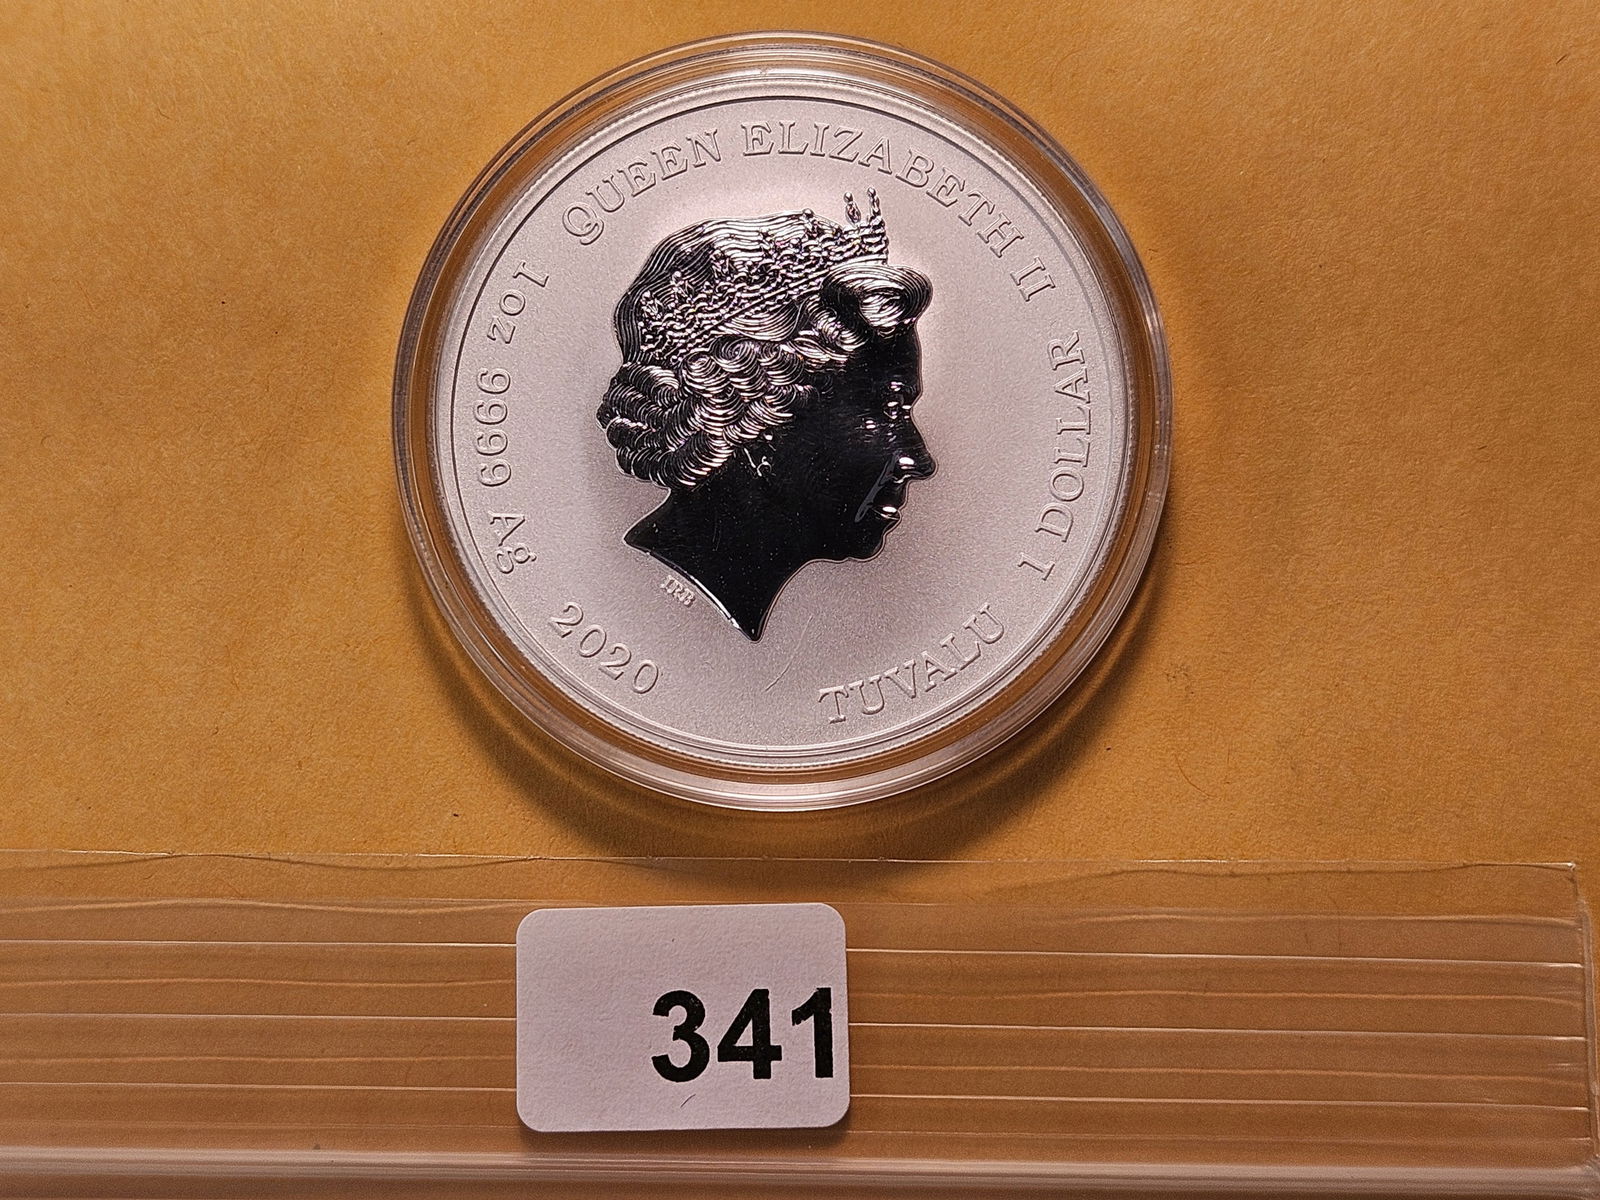 QUEEN ELIZABETH II
1 DOLLAR
TUVALU
2020
1oz 9999 Ag
IRB
341